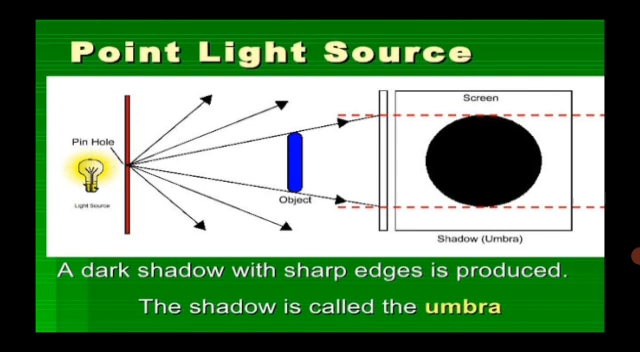 Point Light Source
Screen
Pin Hole
Light Source
Object
Shadow (Umbra)
A dark shadow with sharp edges is produced.
The shadow is called the umbra